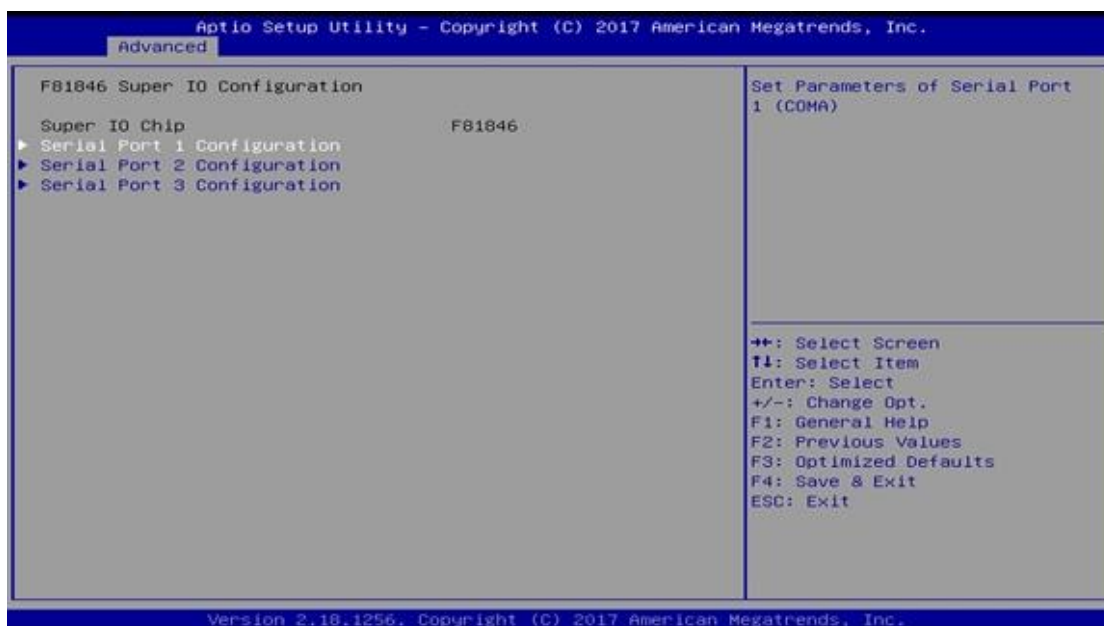 Aptio Setup Utility – Copyright (C) 2017 American Megatrends, Inc.
Advanced
F81846 Super IO Configuration
Super IO Chip F81846
► Serial Port 1 Configuration
► Serial Port 2 Configuration
► Serial Port 3 Configuration
Set Parameters of Serial Port
1 (COMA)
→←: Select Screen
↑↓: Select Item
Enter: Select
+/-: Change Opt.
F1: General Help
F2: Previous Values
F3: Optimized Defaults
F4: Save & Exit
ESC: Exit
Version 2.18.1256. Copyright (C) 2017 American Megatrends, Inc.